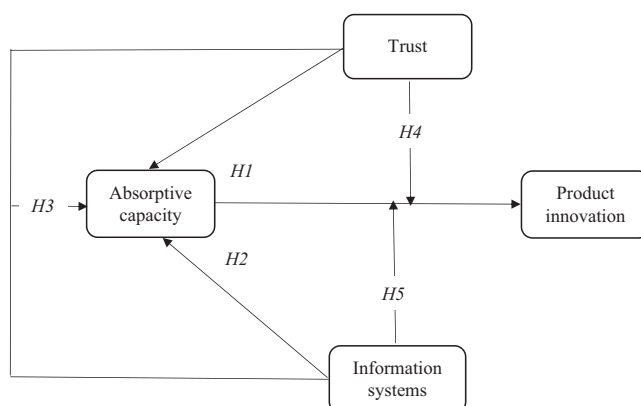 Trust
H4
H1
Absorptive
capacity
Product
innovation
H3
H2
H5
Information
systems